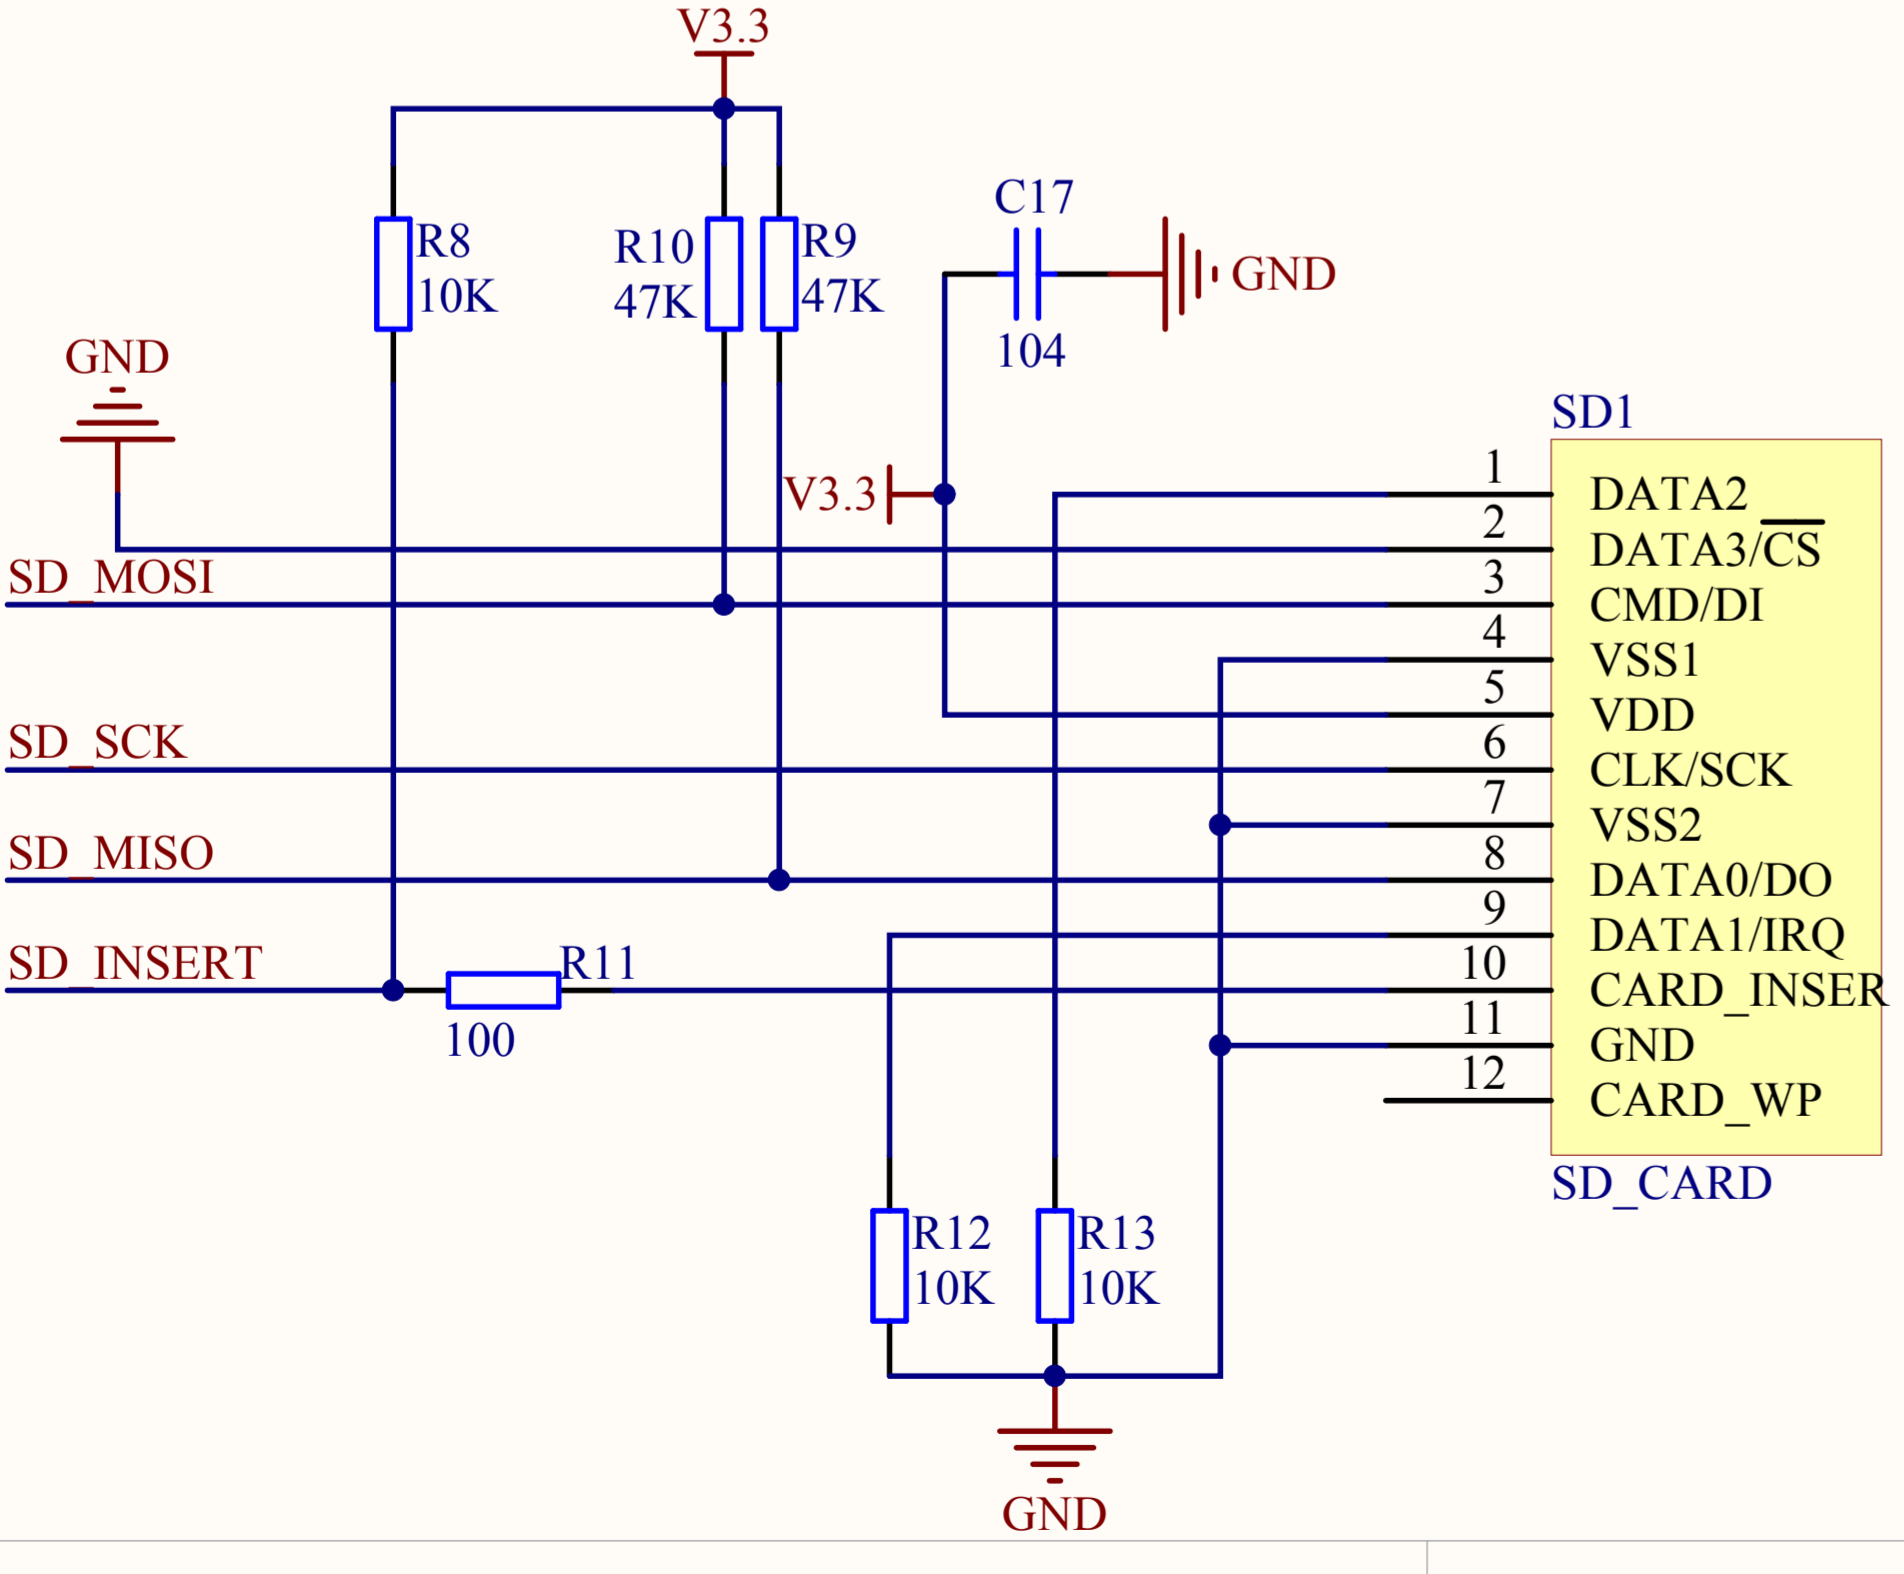 V3.3
R8
10K
R10
47K
R9
47K
C17
104
GND
GND
V3.3
SD_MOSI
SD_SCK
SD_MISO
SD_INSERT
R11
100
SD1
1 DATA2
2 DATA3/CS
3 CMD/DI
4 VSS1
5 VDD
6 CLK/SCK
7 VSS2
8 DATA0/DO
9 DATA1/IRQ
10 CARD_INSER
11 GND
12 CARD_WP
SD_CARD
R12
10K
R13
10K
GND